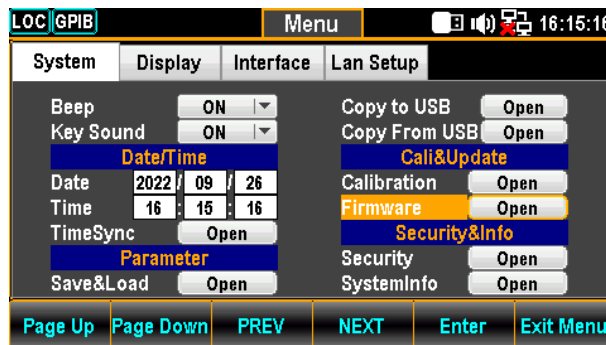 LOC GPIB Menu 16:15:16
System Display Interface Lan Setup
Beep ON Copy to USB Open
Key Sound ON Copy From USB Open
Date/Time Cali&Update
Date 2022 / 09 / 26 Calibration Open
Time 16 : 15 : 16 Firmware Open
TimeSync Open Security&Info
Parameter Security Open
Save&Load Open SystemInfo Open
Page Up Page Down PREV NEXT Enter Exit Menu